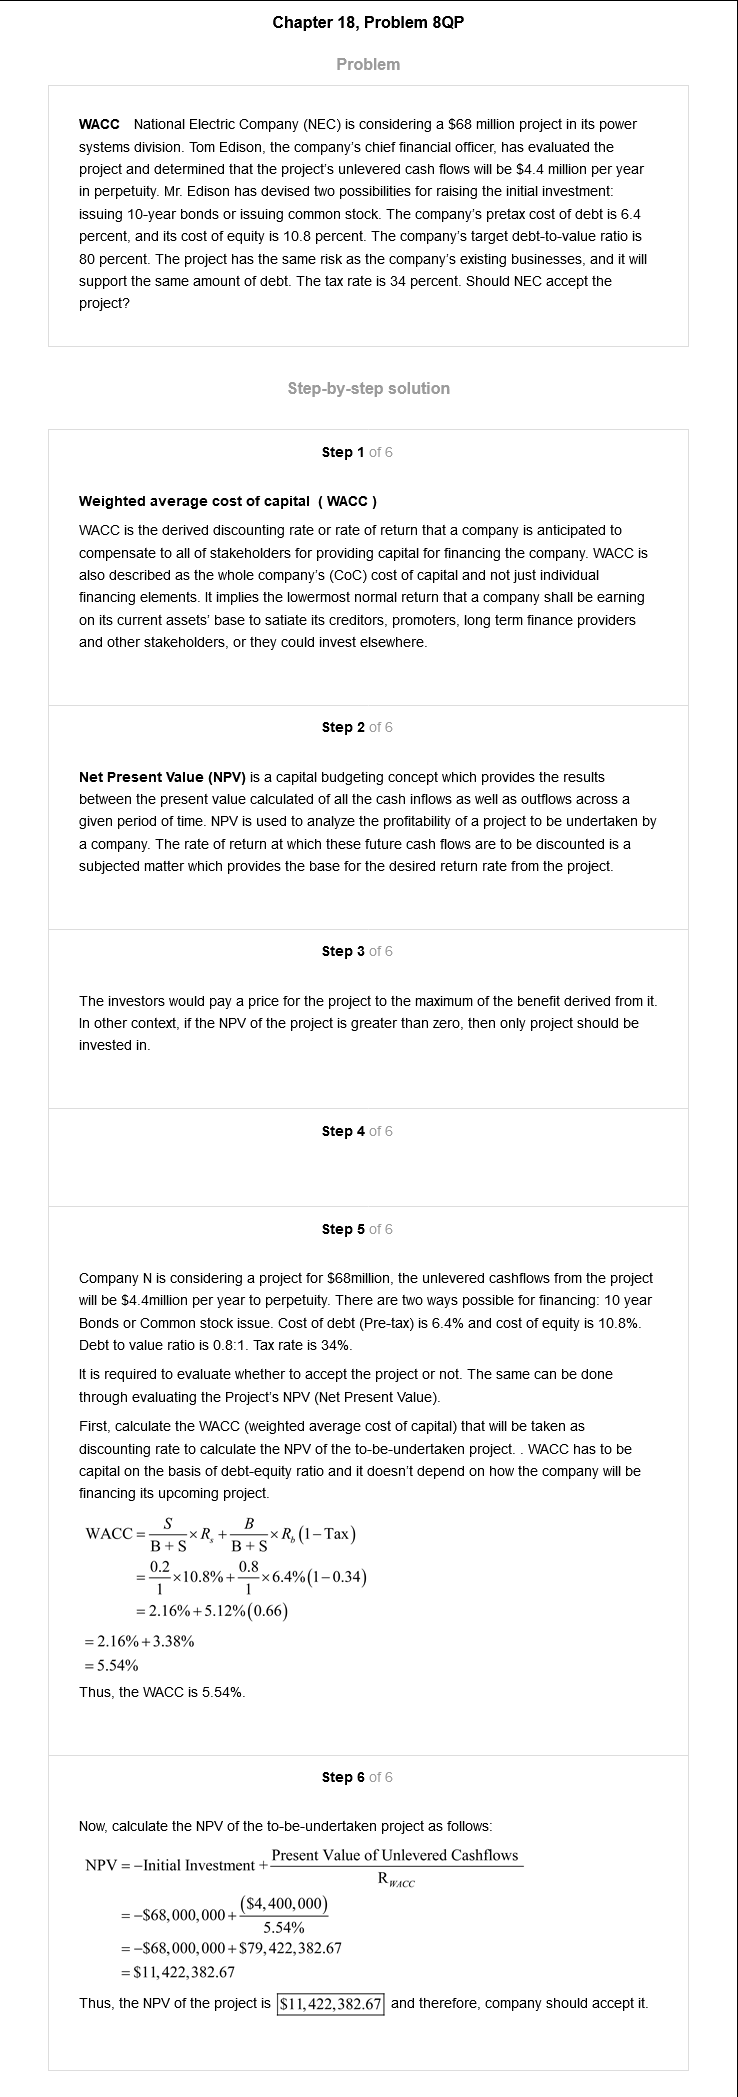 Chapter 18, Problem 8QP
Problem
WACC National Electric Company (NEC) is considering a $68 million project in its power
systems division. Tom Edison, the company's chief financial officer, has evaluated the
project and determined that the project's unlevered cash flows will be $4.4 million per year
in perpetuity. Mr. Edison has devised two possibilities for raising the initial investment:
issuing 10-year bonds or issuing common stock. The company's pretax cost of debt is 6.4
percent, and its cost of equity is 10.8 percent. The company's target debt-to-value ratio is
80 percent. The project has the same risk as the company's existing businesses, and it will
support the same amount of debt. The tax rate is 34 percent. Should NEC accept the
project?
Step-by-step solution
Step 1 of 6
Weighted average cost of capital ( WACC )
WACC is the derived discounting rate or rate of return that a company is anticipated to
compensate to all of stakeholders for providing capital for financing the company. WACC is
also described as the whole company's (CoC) cost of capital and not just individual
financing elements. It implies the lowermost normal return that a company shall be earning
on its current assets' base to satiate its creditors, promoters, long term finance providers
and other stakeholders, or they could invest elsewhere.
Step 2 of 6
Net Present Value (NPV) is a capital budgeting concept which provides the results
between the present value calculated of all the cash inflows as well as outflows across a
given period of time. NPV is used to analyze the profitability of a project to be undertaken by
a company. The rate of return at which these future cash flows are to be discounted is a
subjected matter which provides the base for the desired return rate from the project.
Step 3 of 6
The investors would pay a price for the project to the maximum of the benefit derived from it.
In other context, if the NPV of the project is greater than zero, then only project should be
invested in.
Step 4 of 6
Step 5 of 6
Company N is considering a project for $68million, the unlevered cashflows from the project
will be $4.4million per year to perpetuity. There are two ways possible for financing: 10 year
Bonds or Common stock issue. Cost of debt (Pre-tax) is 6.4% and cost of equity is 10.8%.
Debt to value ratio is 0.8:1. Tax rate is 34%.
It is required to evaluate whether to accept the project or not. The same can be done
through evaluating the Project's NPV (Net Present Value).
First, calculate the WACC (weighted average cost of capital) that will be taken as
discounting rate to calculate the NPV of the to-be-undertaken project. . WACC has to be
capital on the basis of debt-equity ratio and it doesn't depend on how the company will be
financing its upcoming project.
WACC = S/(B + S) × Rs + B/(B + S) × Rb (1 − Tax)
= 0.2/1 × 10.8% + 0.8/1 × 6.4% (1 − 0.34)
= 2.16% + 5.12% (0.66)
= 2.16% + 3.38%
= 5.54%
Thus, the WACC is 5.54%.
Step 6 of 6
Now, calculate the NPV of the to-be-undertaken project as follows:
NPV = −Initial Investment + Present Value of Unlevered Cashflows / R WACC
= −$68,000,000 + ($4,400,000) / 5.54%
= −$68,000,000 + $79,422,382.67
= $11,422,382.67
Thus, the NPV of the project is $11,422,382.67 and therefore, company should accept it.